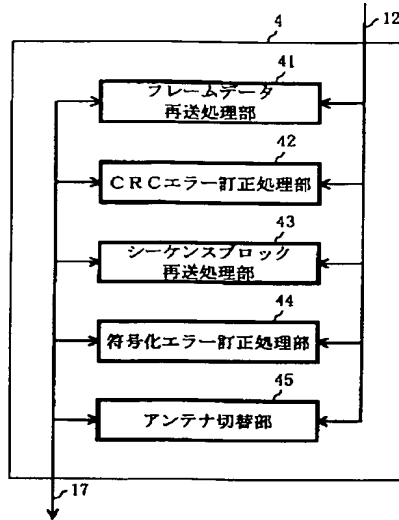 4
12
41
フレームデータ
再送処理部
42
CRCエラー訂正処理部
43
シーケンスブロック
再送処理部
44
符号化エラー訂正処理部
45
アンテナ切替部
17